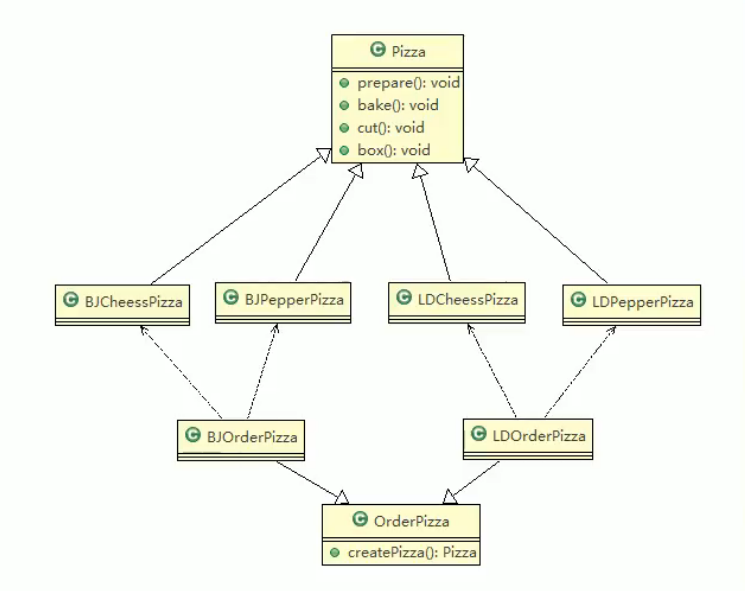 C Pizza
prepare(): void
bake(): void
cut(): void
box(): void
C BJCheessPizza
C BJPepperPizza
C LDCheessPizza
C LDPepperPizza
C BJOrderPizza
C LDOrderPizza
C OrderPizza
createPizza(): Pizza